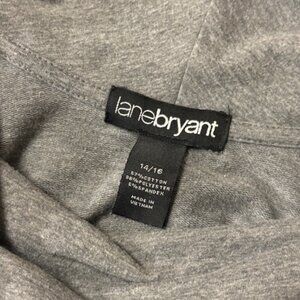 lanebryant
14/16
57%COTTON
38%POLYESTER
5%SPANDEX
MADE IN
VIETNAM